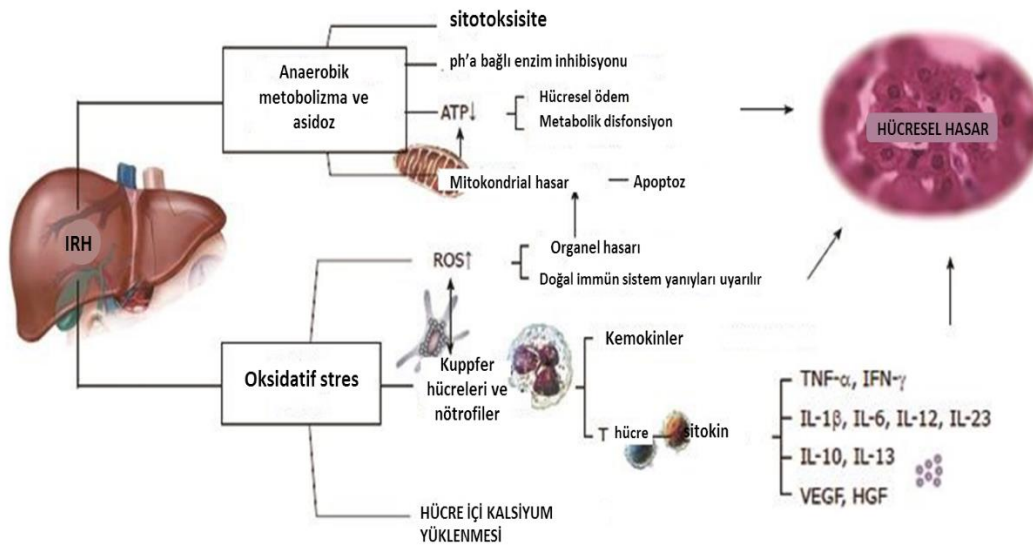 sitotoksisite
Anaerobik
metobolizma ve
asidoz
ph'a bağlı enzim inhibisyonu
ATP↓
Hücresel ödem
Metabolik disfonsiyon
Mitokondrial hasar
Apoptoz
HÜCRESEL HASAR
IRH
ROS↑
Organel hasarı
Doğal immün sistem yanıyları uyarılır
Oksidatif stres
Kuppfer
hücreleri ve
nötrofiler
Kemokinler
T hücre
sitokin
TNF-α, IFN-γ
IL-1β, IL-6, IL-12, IL-23
IL-10, IL-13
VEGF, HGF
HÜCRE İÇİ KALSİYUM
YÜKLENMESİ